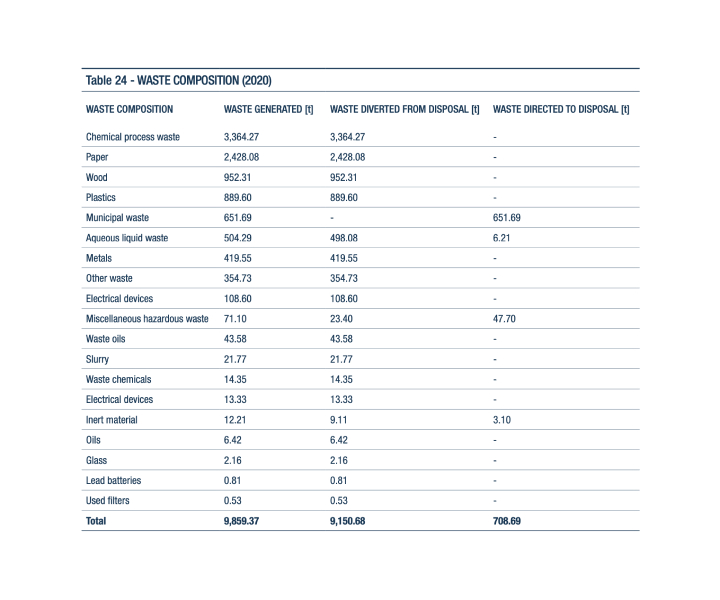 Table 24 - WASTE COMPOSITION (2020)
WASTE COMPOSITION WASTE GENERATED [t] WASTE DIVERTED FROM DISPOSAL [t] WASTE DIRECTED TO DISPOSAL [t]
Chemical process waste 3,364.27 3,364.27 -
Paper 2,428.08 2,428.08 -
Wood 952.31 952.31 -
Plastics 889.60 889.60 -
Municipal waste 651.69 - 651.69
Aqueous liquid waste 504.29 498.08 6.21
Metals 419.55 419.55 -
Other waste 354.73 354.73 -
Electrical devices 108.60 108.60 -
Miscellaneous hazardous waste 71.10 23.40 47.70
Waste oils 43.58 43.58 -
Slurry 21.77 21.77 -
Waste chemicals 14.35 14.35 -
Electrical devices 13.33 13.33 -
Inert material 12.21 9.11 3.10
Oils 6.42 6.42 -
Glass 2.16 2.16 -
Lead batteries 0.81 0.81 -
Used filters 0.53 0.53 -
Total 9,859.37 9,150.68 708.69